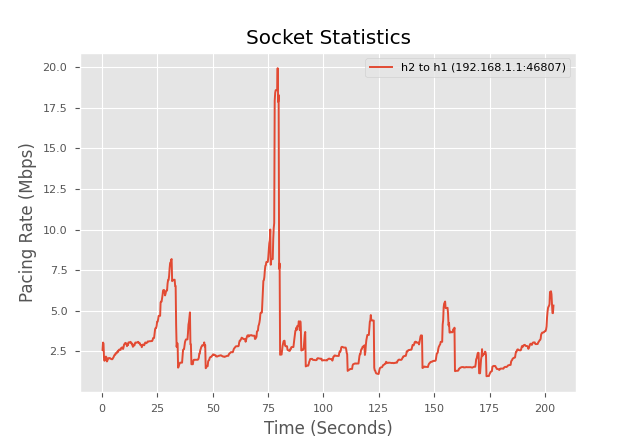 Socket Statistics
h2 to h1 (192.168.1.1:46807)
Pacing Rate (Mbps)
20.0
17.5
15.0
12.5
10.0
7.5
5.0
2.5
0 25 50 75 100 125 150 175 200
Time (Seconds)